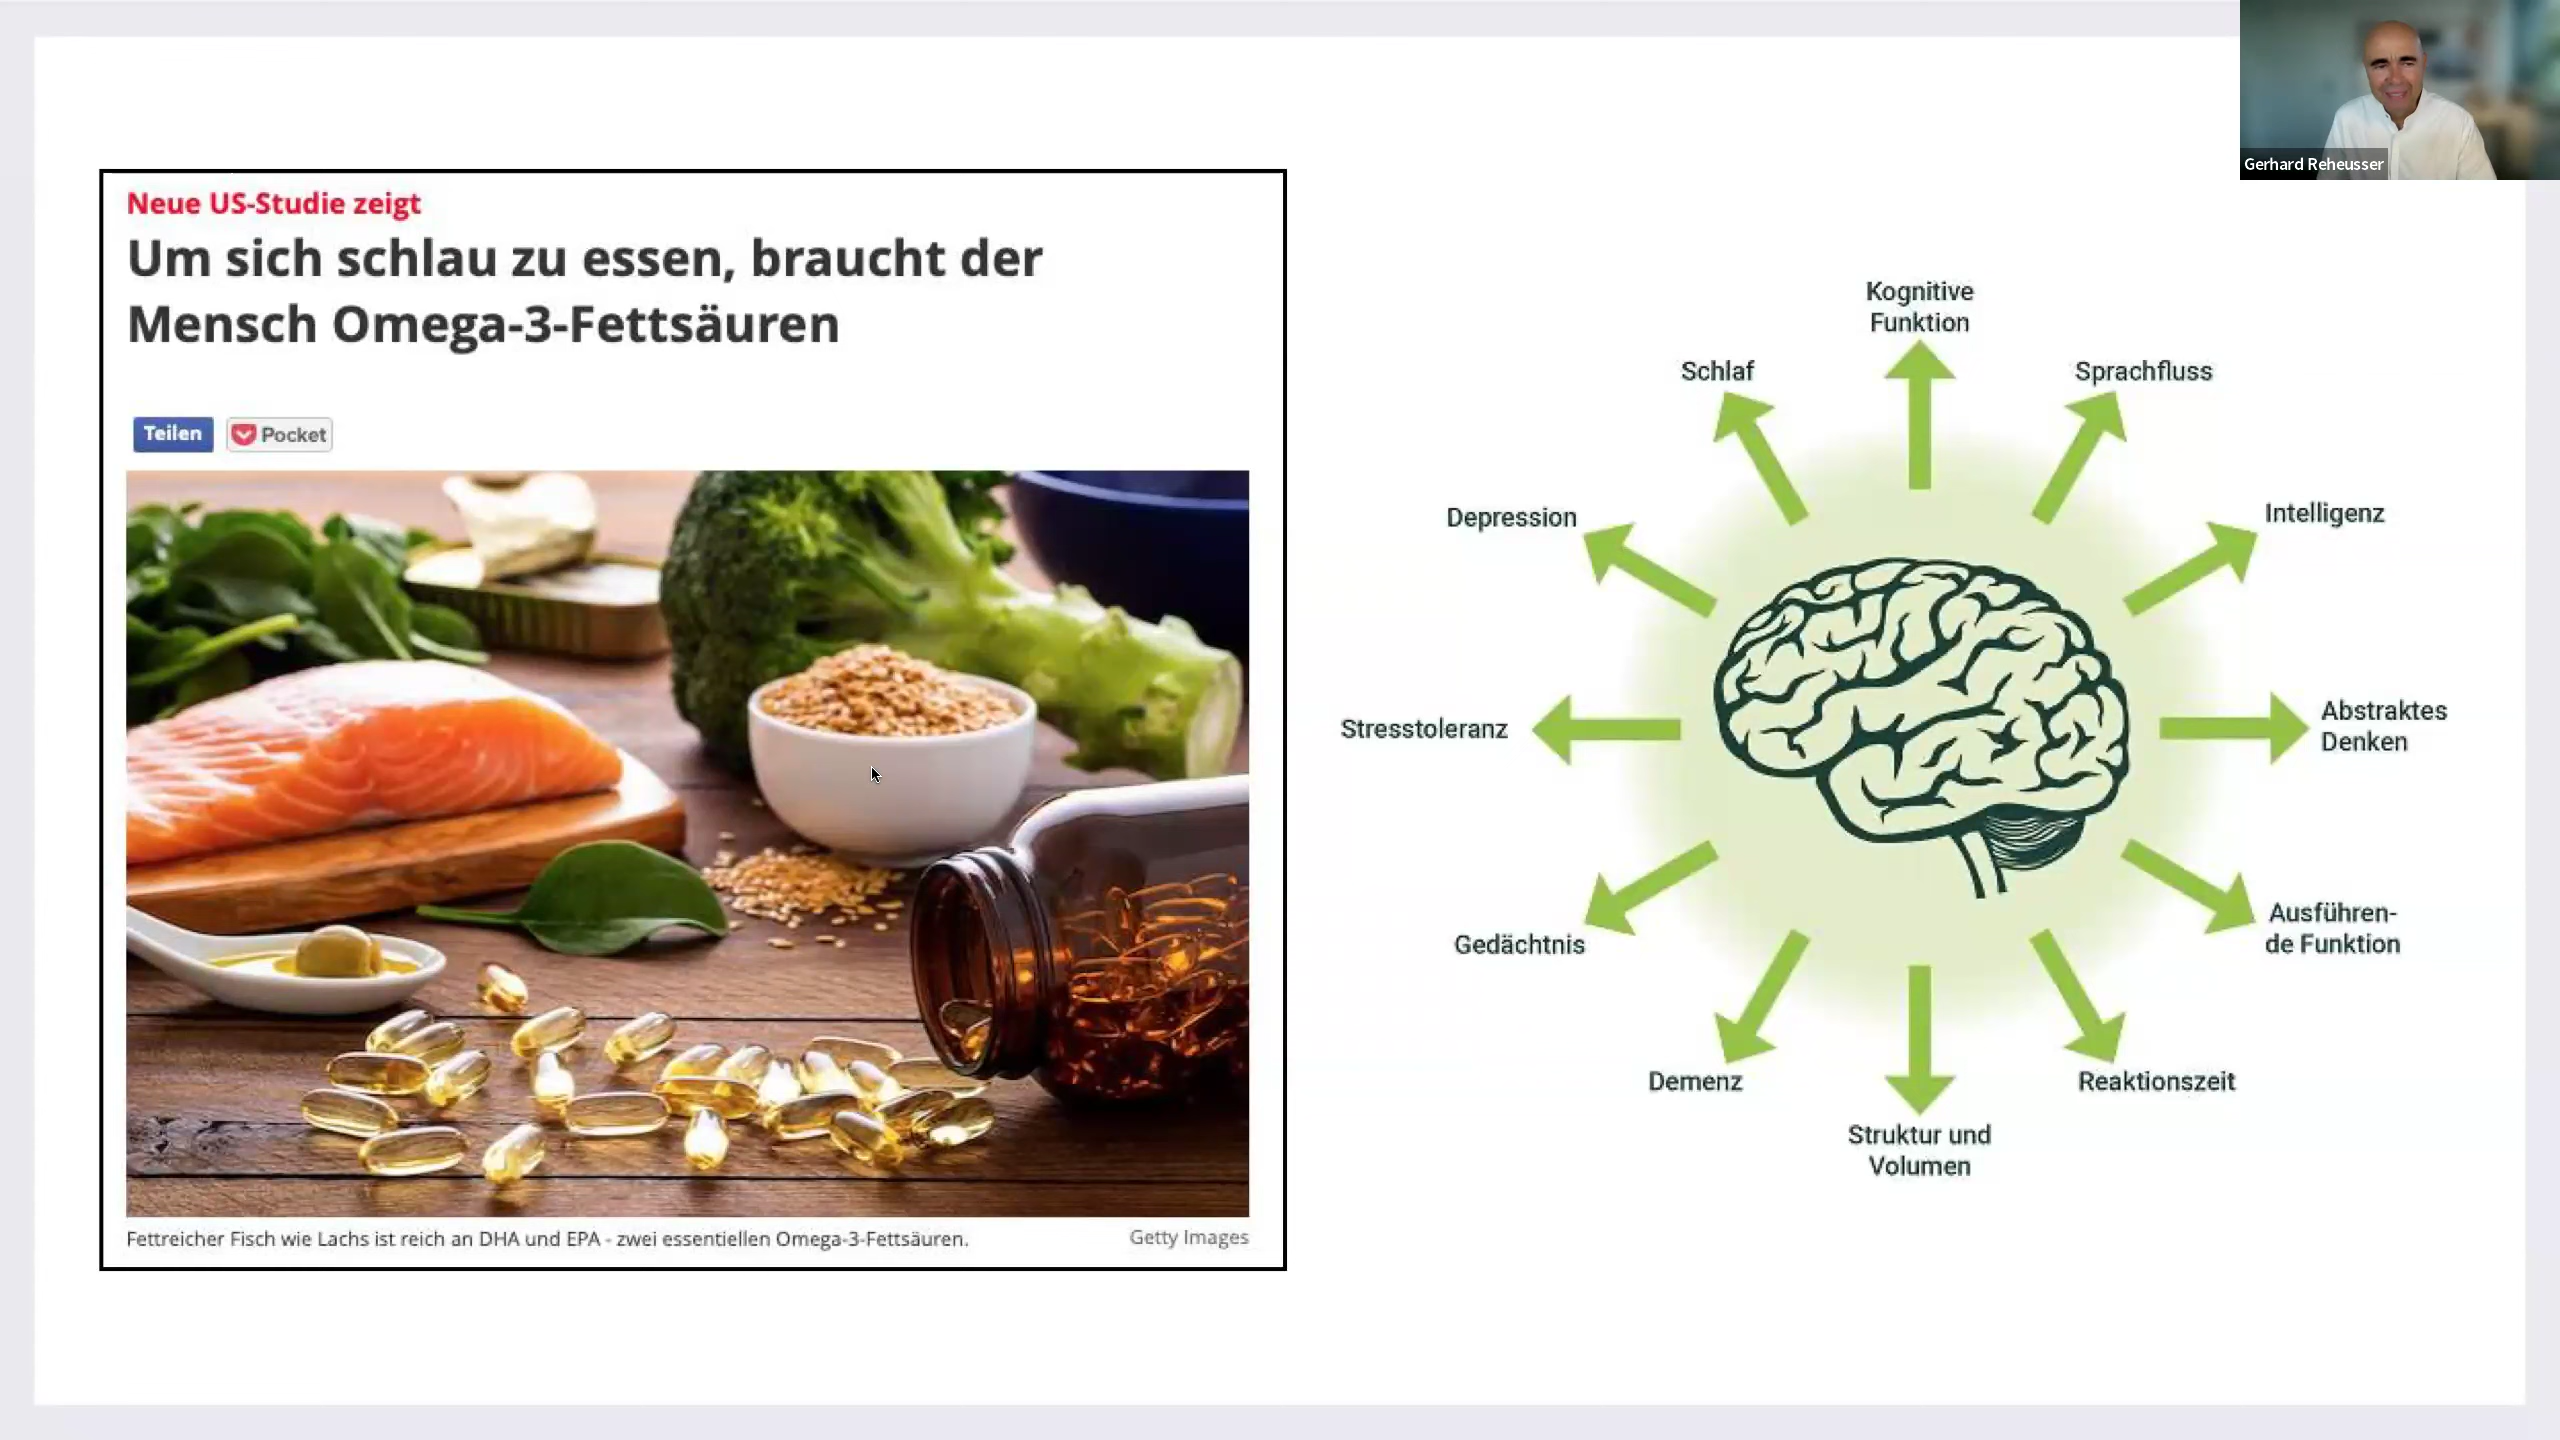 Gerhard Reheusser
Neue US-Studie zeigt
Um sich schlau zu essen, braucht der
Mensch Omega-3-Fettsäuren
Teilen
Pocket
Fettreicher Fisch wie Lachs ist reich an DHA und EPA - zwei essentiellen Omega-3-Fettsäuren.
Getty Images
Kognitive
Funktion
Sprachfluss
Intelligenz
Abstraktes
Denken
Ausführen-
de Funktion
Reaktionszeit
Struktur und
Volumen
Demenz
Gedächtnis
Stresstoleranz
Depression
Schlaf